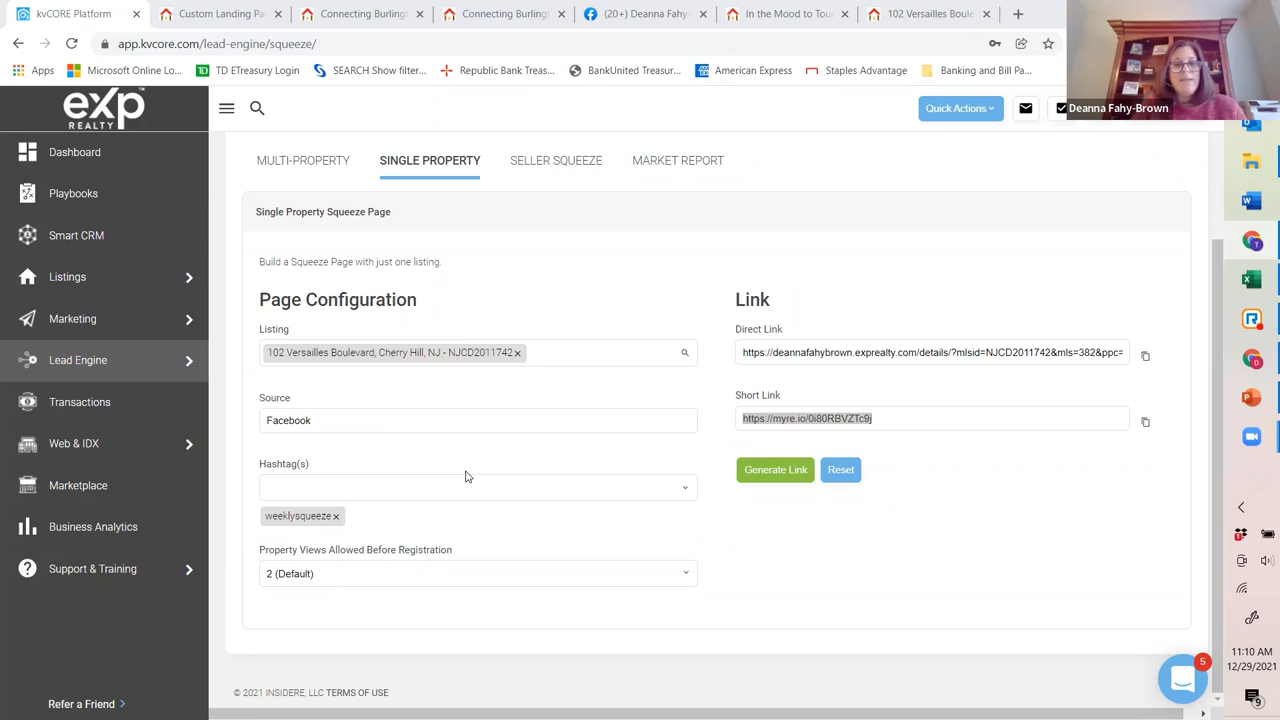 kvCORE Platform
Custom Landing Pa
Connecting Burling
Connecting Burling
(20+) Deanna Fahy-
In the Mood to Tou
102 Versailles Boule
app.kvcore.com/lead-engine/squeeze/
Apps
Microsoft Online Lo...
TD ETreasury Login
SEARCH Show filter...
Republic Bank Treas...
BankUnited Treasur...
American Express
Staples Advantage
Banking and Bill Pa...
Deanna Fahy-Brown
eXp
REALTY
Quick Actions
Dashboard
Playbooks
Smart CRM
Listings
Marketing
Lead Engine
Transactions
Web & IDX
Marketplace
Business Analytics
Support & Training
Refer a Friend
MULTI-PROPERTY
SINGLE PROPERTY
SELLER SQUEEZE
MARKET REPORT
Single Property Squeeze Page
Build a Squeeze Page with just one listing.
Page Configuration
Listing
102 Versailles Boulevard, Cherry Hill, NJ - NJCD2011742 ×
Source
Facebook
Hashtag(s)
weeklysqueeze ×
Property Views Allowed Before Registration
2 (Default)
Link
Direct Link
https://deannafahybrown.exprealty.com/details/?mlsid=NJCD2011742&mls=382&ppc=
Short Link
https://myre.io/0i80RBVZTc9j
Generate Link
Reset
© 2021 INSIDERE, LLC TERMS OF USE
5
11:10 AM
12/29/2021
9